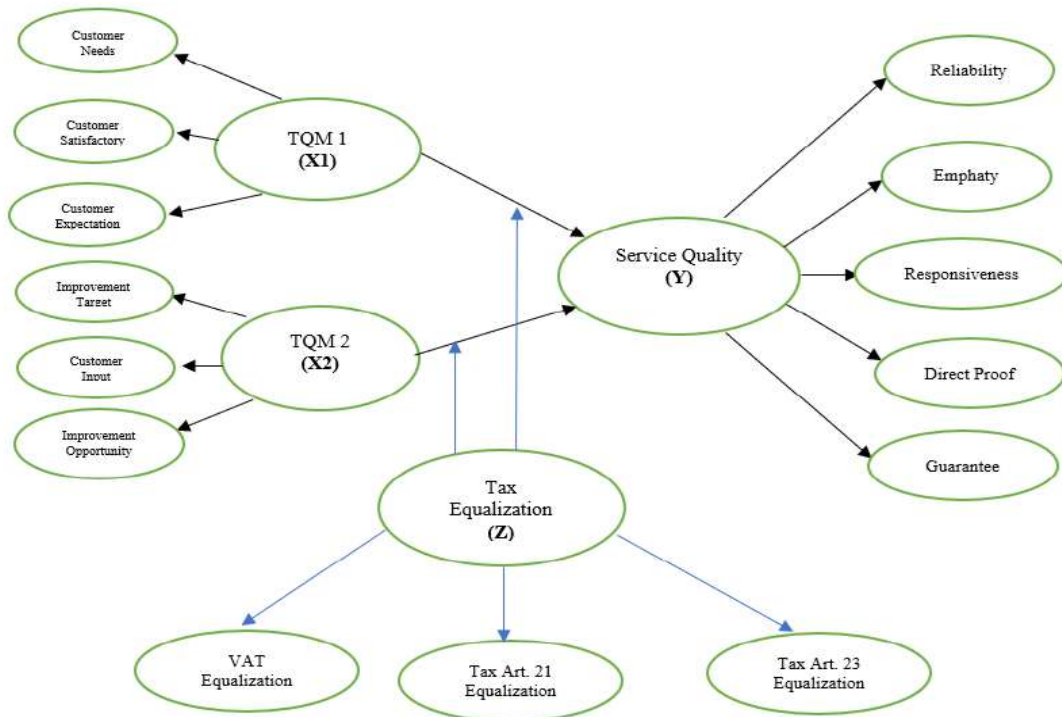 Customer
Needs
Customer
Satisfactory
Customer
Expectation
TQM 1
(X1)
Improvement
Target
Customer
Input
Improvement
Opportunity
TQM 2
(X2)
Service Quality
(Y)
Reliability
Emphaty
Responsiveness
Direct Proof
Guarantee
Tax
Equalization
(Z)
VAT
Equalization
Tax Art. 21
Equalization
Tax Art. 23
Equalization